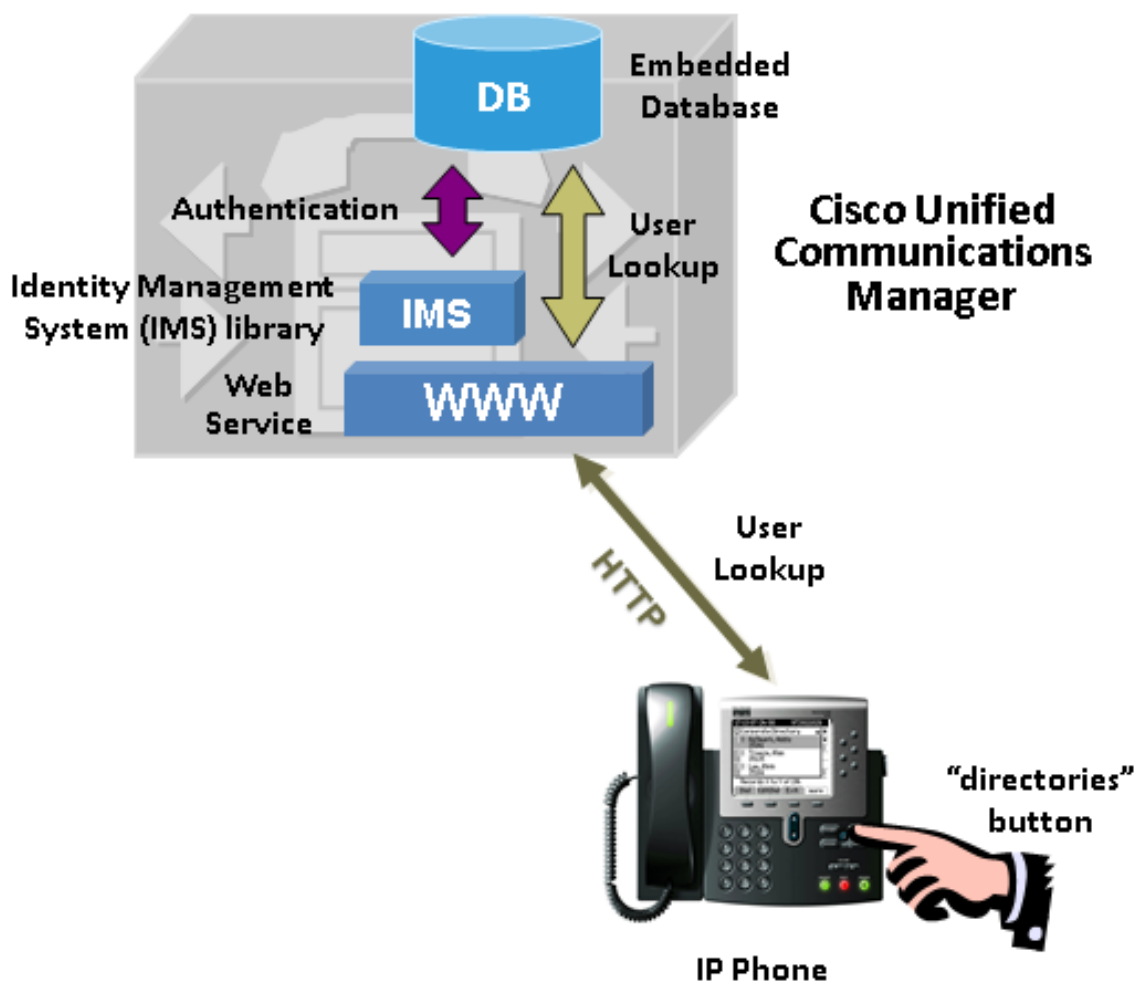 DB
Embedded
Database
Authentication
User
Lookup
Cisco Unified
Communications
Manager
Identity Management
System (IMS) library
IMS
Web
Service
WWW
User
Lookup
HTTP
"directories"
button
IP Phone